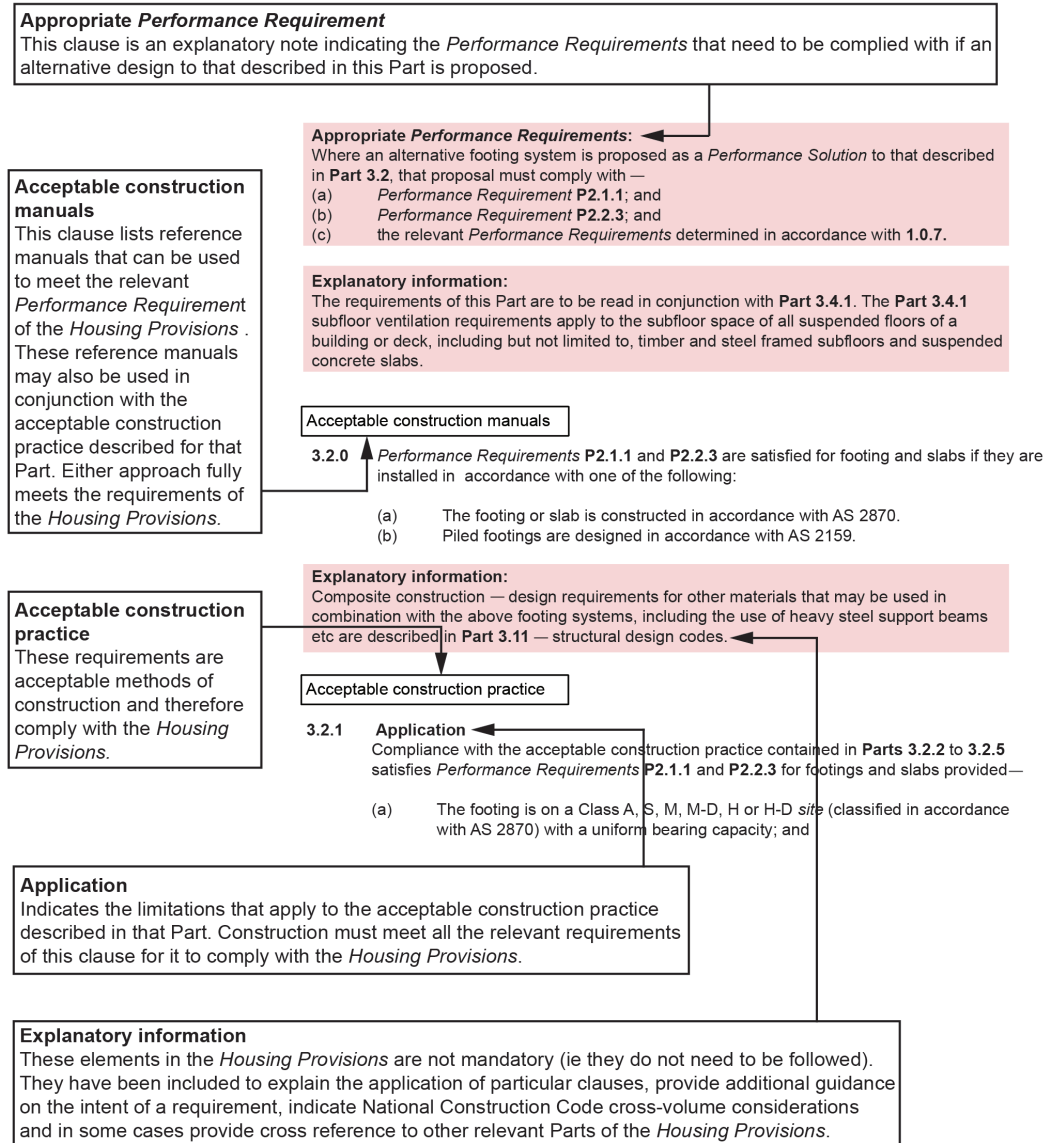 Appropriate Performance Requirement
This clause is an explanatory note indicating the Performance Requirements that need to be complied with if an
alternative design to that described in this Part is proposed.
Appropriate Performance Requirements:
Where an alternative footing system is proposed as a Performance Solution to that described
in Part 3.2, that proposal must comply with —
(a) Performance Requirement P2.1.1; and
(b) Performance Requirement P2.2.3; and
(c) the relevant Performance Requirements determined in accordance with 1.0.7.
Acceptable construction
manuals
This clause lists reference
manuals that can be used
to meet the relevant
Performance Requirement
of the Housing Provisions .
These reference manuals
may also be used in
conjunction with the
acceptable construction
practice described for that
Part. Either approach fully
meets the requirements of
the Housing Provisions.
Explanatory information:
The requirements of this Part are to be read in conjunction with Part 3.4.1. The Part 3.4.1
subfloor ventilation requirements apply to the subfloor space of all suspended floors of a
building or deck, including but not limited to, timber and steel framed subfloors and suspended
concrete slabs.
Acceptable construction manuals
3.2.0 Performance Requirements P2.1.1 and P2.2.3 are satisfied for footing and slabs if they are
installed in accordance with one of the following:
(a) The footing or slab is constructed in accordance with AS 2870.
(b) Piled footings are designed in accordance with AS 2159.
Explanatory information:
Composite construction — design requirements for other materials that may be used in
combination with the above footing systems, including the use of heavy steel support beams
etc are described in Part 3.11 — structural design codes.
Acceptable construction
practice
These requirements are
acceptable methods of
construction and therefore
comply with the Housing
Provisions.
Acceptable construction practice
3.2.1 Application
Compliance with the acceptable construction practice contained in Parts 3.2.2 to 3.2.5
satisfies Performance Requirements P2.1.1 and P2.2.3 for footings and slabs provided—
(a) The footing is on a Class A, S, M, M-D, H or H-D site (classified in accordance
with AS 2870) with a uniform bearing capacity; and
Application
Indicates the limitations that apply to the acceptable construction practice
described in that Part. Construction must meet all the relevant requirements
of this clause for it to comply with the Housing Provisions.
Explanatory information
These elements in the Housing Provisions are not mandatory (ie they do not need to be followed).
They have been included to explain the application of particular clauses, provide additional guidance
on the intent of a requirement, indicate National Construction Code cross-volume considerations
and in some cases provide cross reference to other relevant Parts of the Housing Provisions.